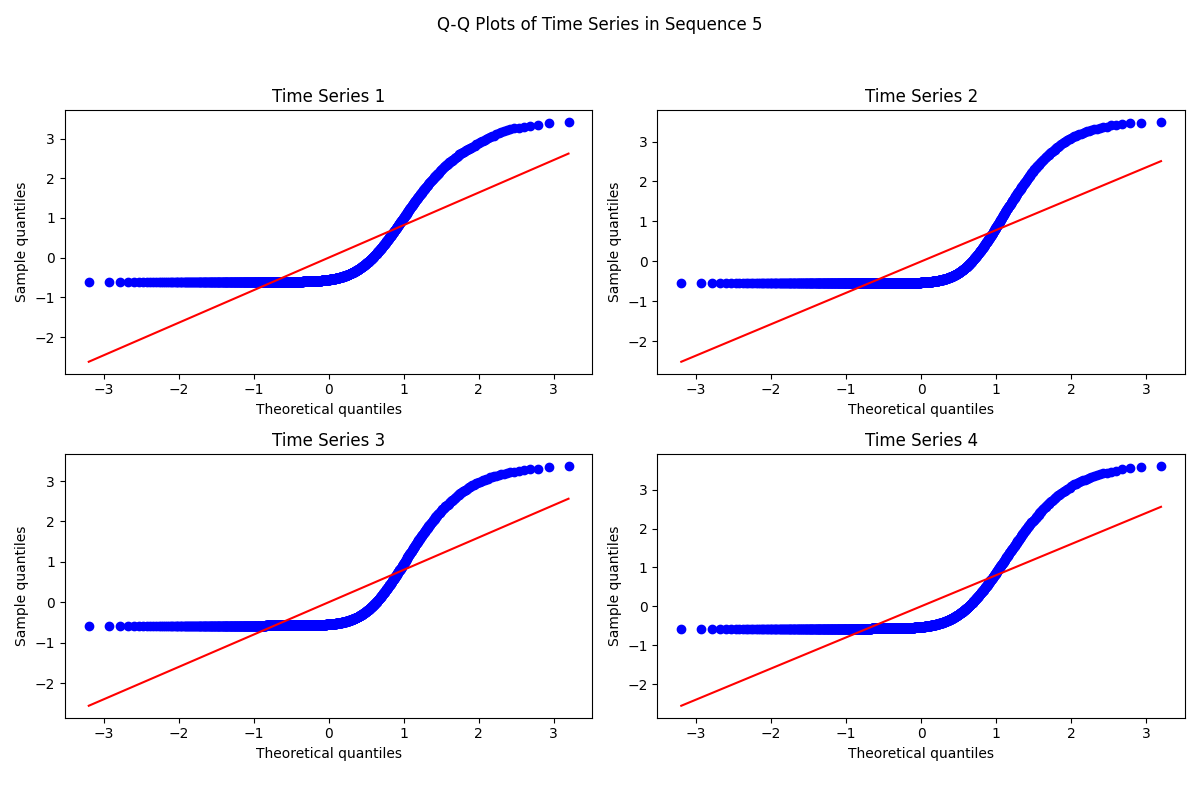 Q-Q Plots of Time Series in Sequence 5
Time Series 1
Sample quantiles
3
2
1
0
−1
−2
−3 −2 −1 0 1 2 3
Theoretical quantiles
Time Series 2
Sample quantiles
3
2
1
0
−1
−2
−3 −2 −1 0 1 2 3
Theoretical quantiles
Time Series 3
Sample quantiles
3
2
1
0
−1
−2
−3 −2 −1 0 1 2 3
Theoretical quantiles
Time Series 4
Sample quantiles
3
2
1
0
−1
−2
−3 −2 −1 0 1 2 3
Theoretical quantiles